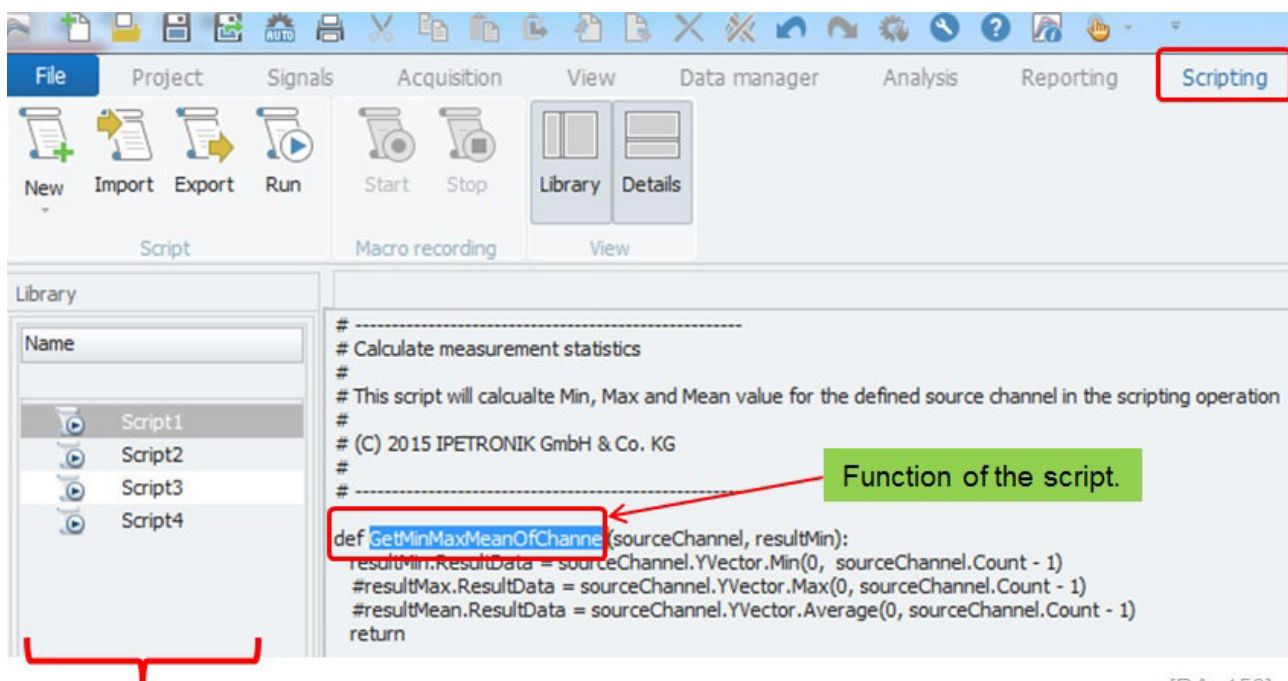 AUTO
File Project Signals Acquisition View Data manager Analysis Reporting Scripting
New Import Export Run Start Stop Library Details
Script Macro recording View
Library
Name
# -------------------------------------------------------
# Calculate measurement statistics
#
# This script will calcualte Min, Max and Mean value for the defined source channel in the scripting operation
#
# (C) 2015 IPETRONIK GmbH & Co. KG
#
# -------------------------------------------------------
Function of the script.
Script1
Script2
Script3
Script4
def GetMinMaxMeanOfChannel(sourceChannel, resultMin):
resultMin.ResultData = sourceChannel.YVector.Min(0, sourceChannel.Count - 1)
#resultMax.ResultData = sourceChannel.YVector.Max(0, sourceChannel.Count - 1)
#resultMean.ResultData = sourceChannel.YVector.Average(0, sourceChannel.Count - 1)
return